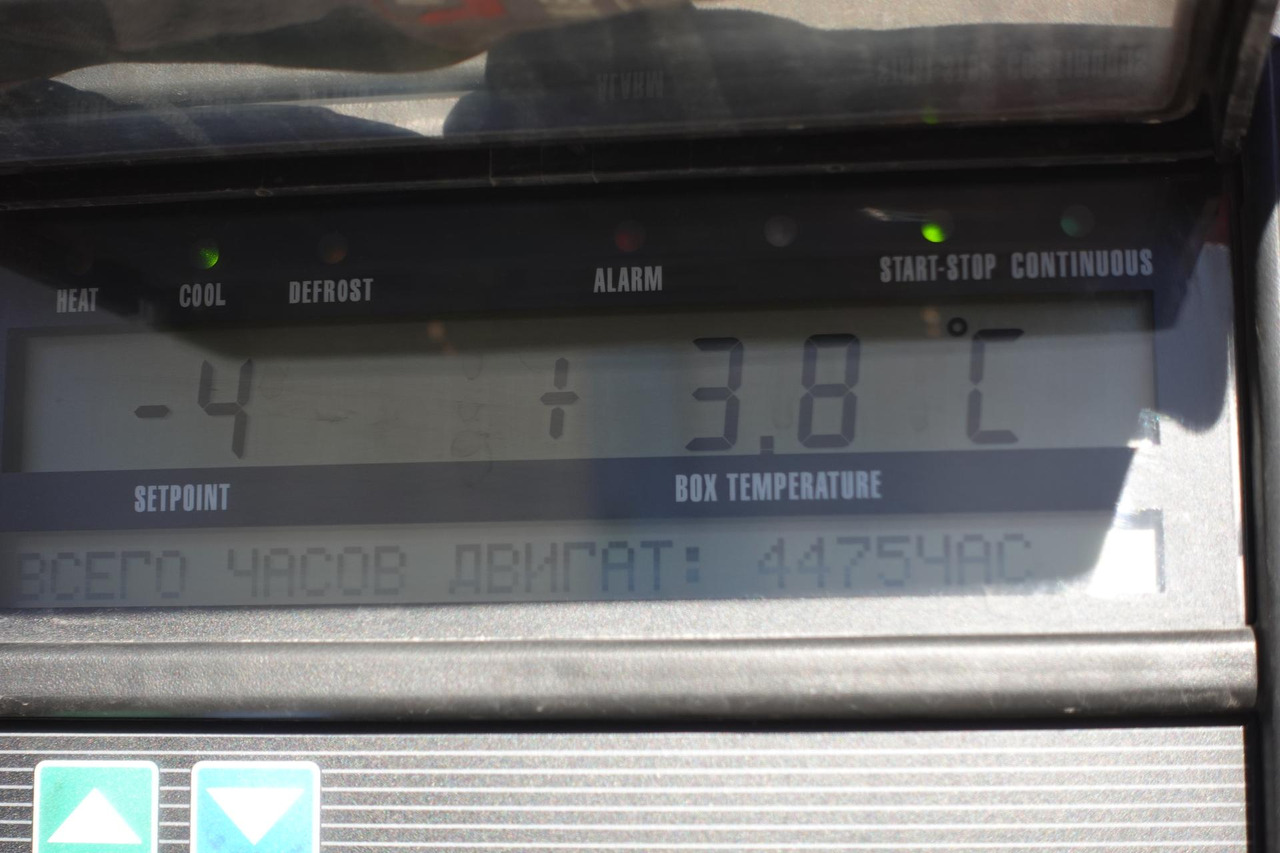 HEAT COOL DEFROST ALARM START-STOP CONTINUOUS
-4 + 3.8 °C
SETPOINT BOX TEMPERATURE
ВСЕГО ЧАСОВ ДВИГАТ: 4475ЧАС